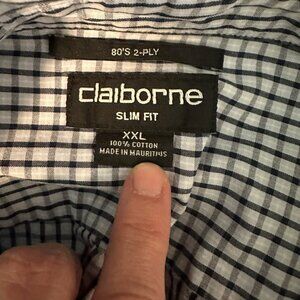 80'S 2-PLY
claiborne
SLIM FIT
XXL
100% COTTON
MADE IN MAURITIUS